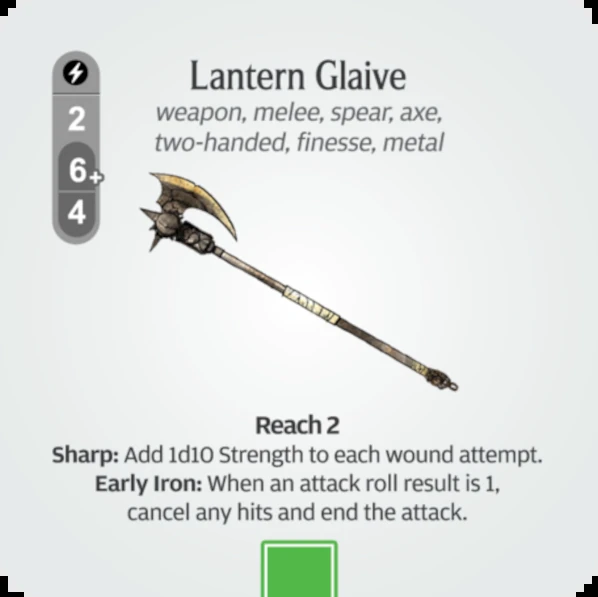 Lantern Glaive
weapon, melee, spear, axe,
two-handed, finesse, metal
2
6+
4
Reach 2
Sharp: Add 1d10 Strength to each wound attempt.
Early Iron: When an attack roll result is 1,
cancel any hits and end the attack.